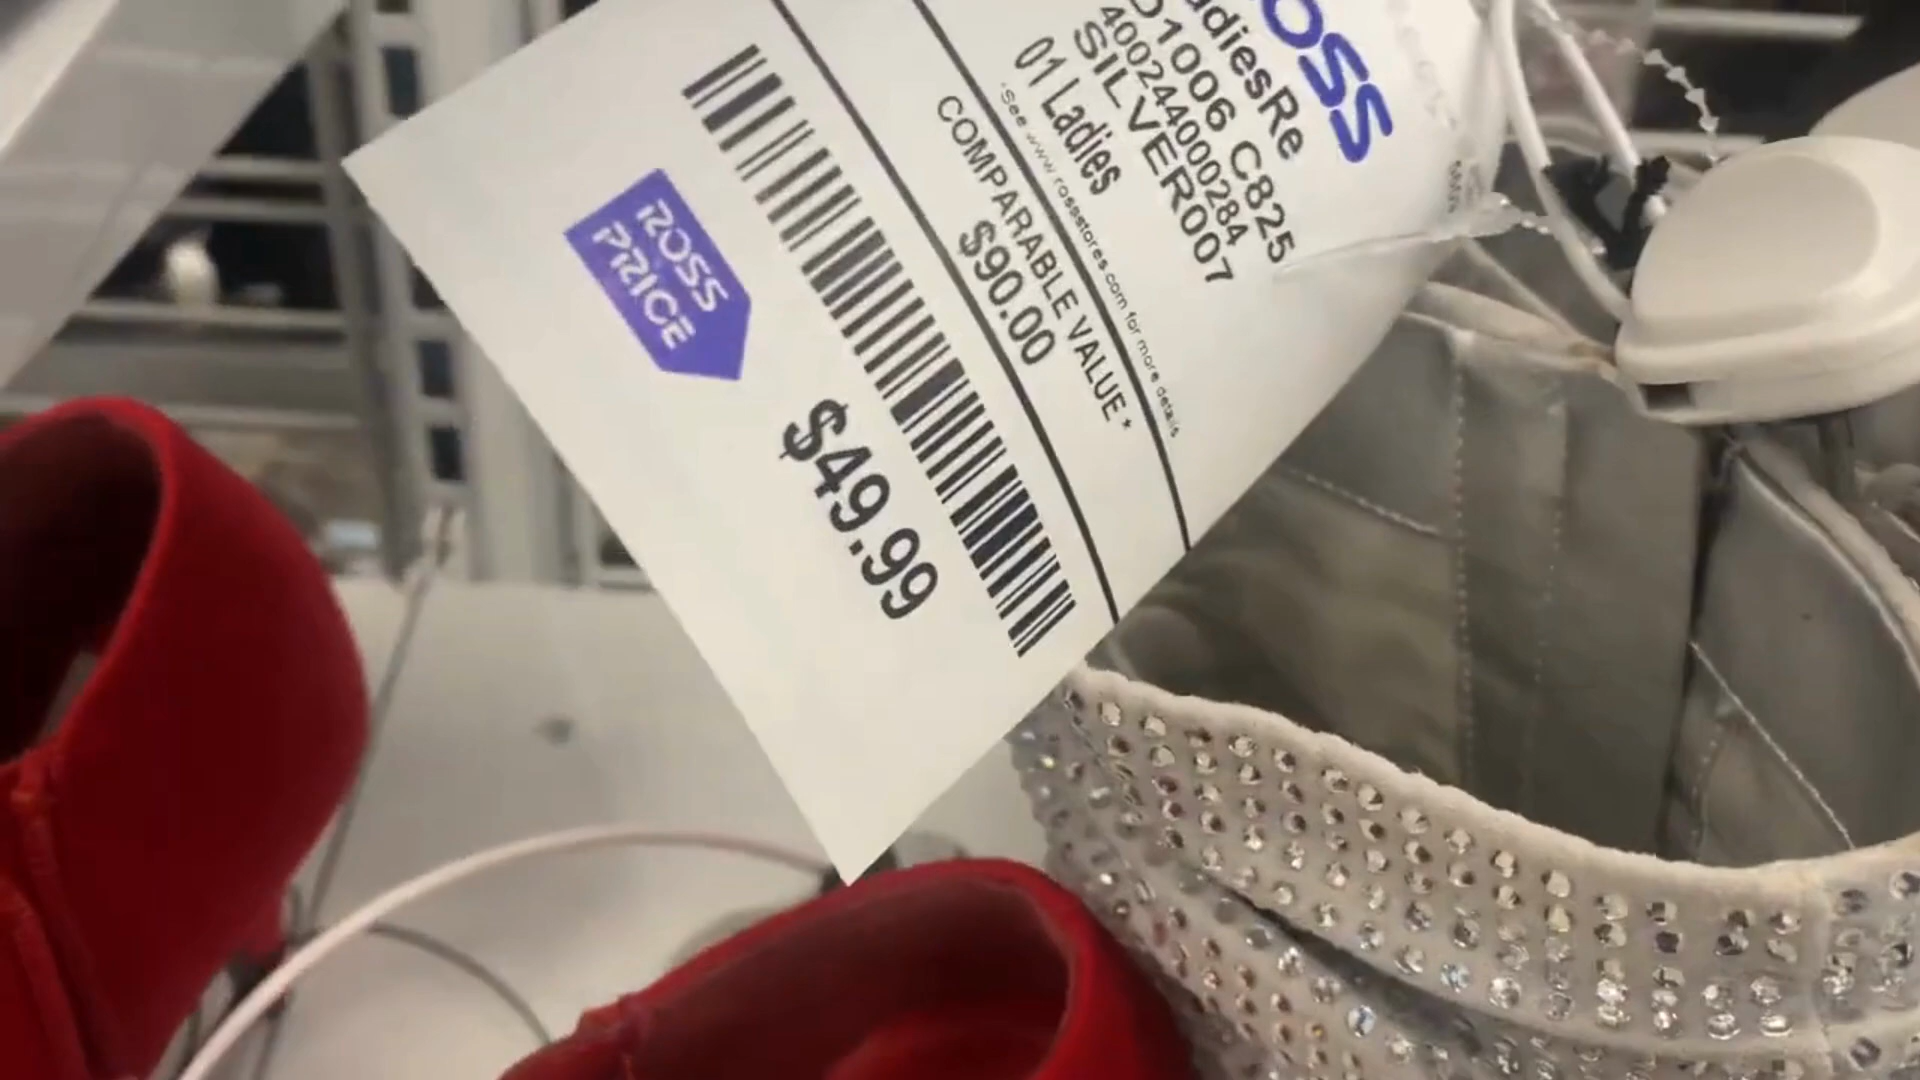 ROSS
adiesRe
D1006 C825
400244000284
SILVER007
01 Ladies
*See www.rossstores.com for more details
COMPARABLE VALUE*
$90.00
ROSS
PRICE
$49.99